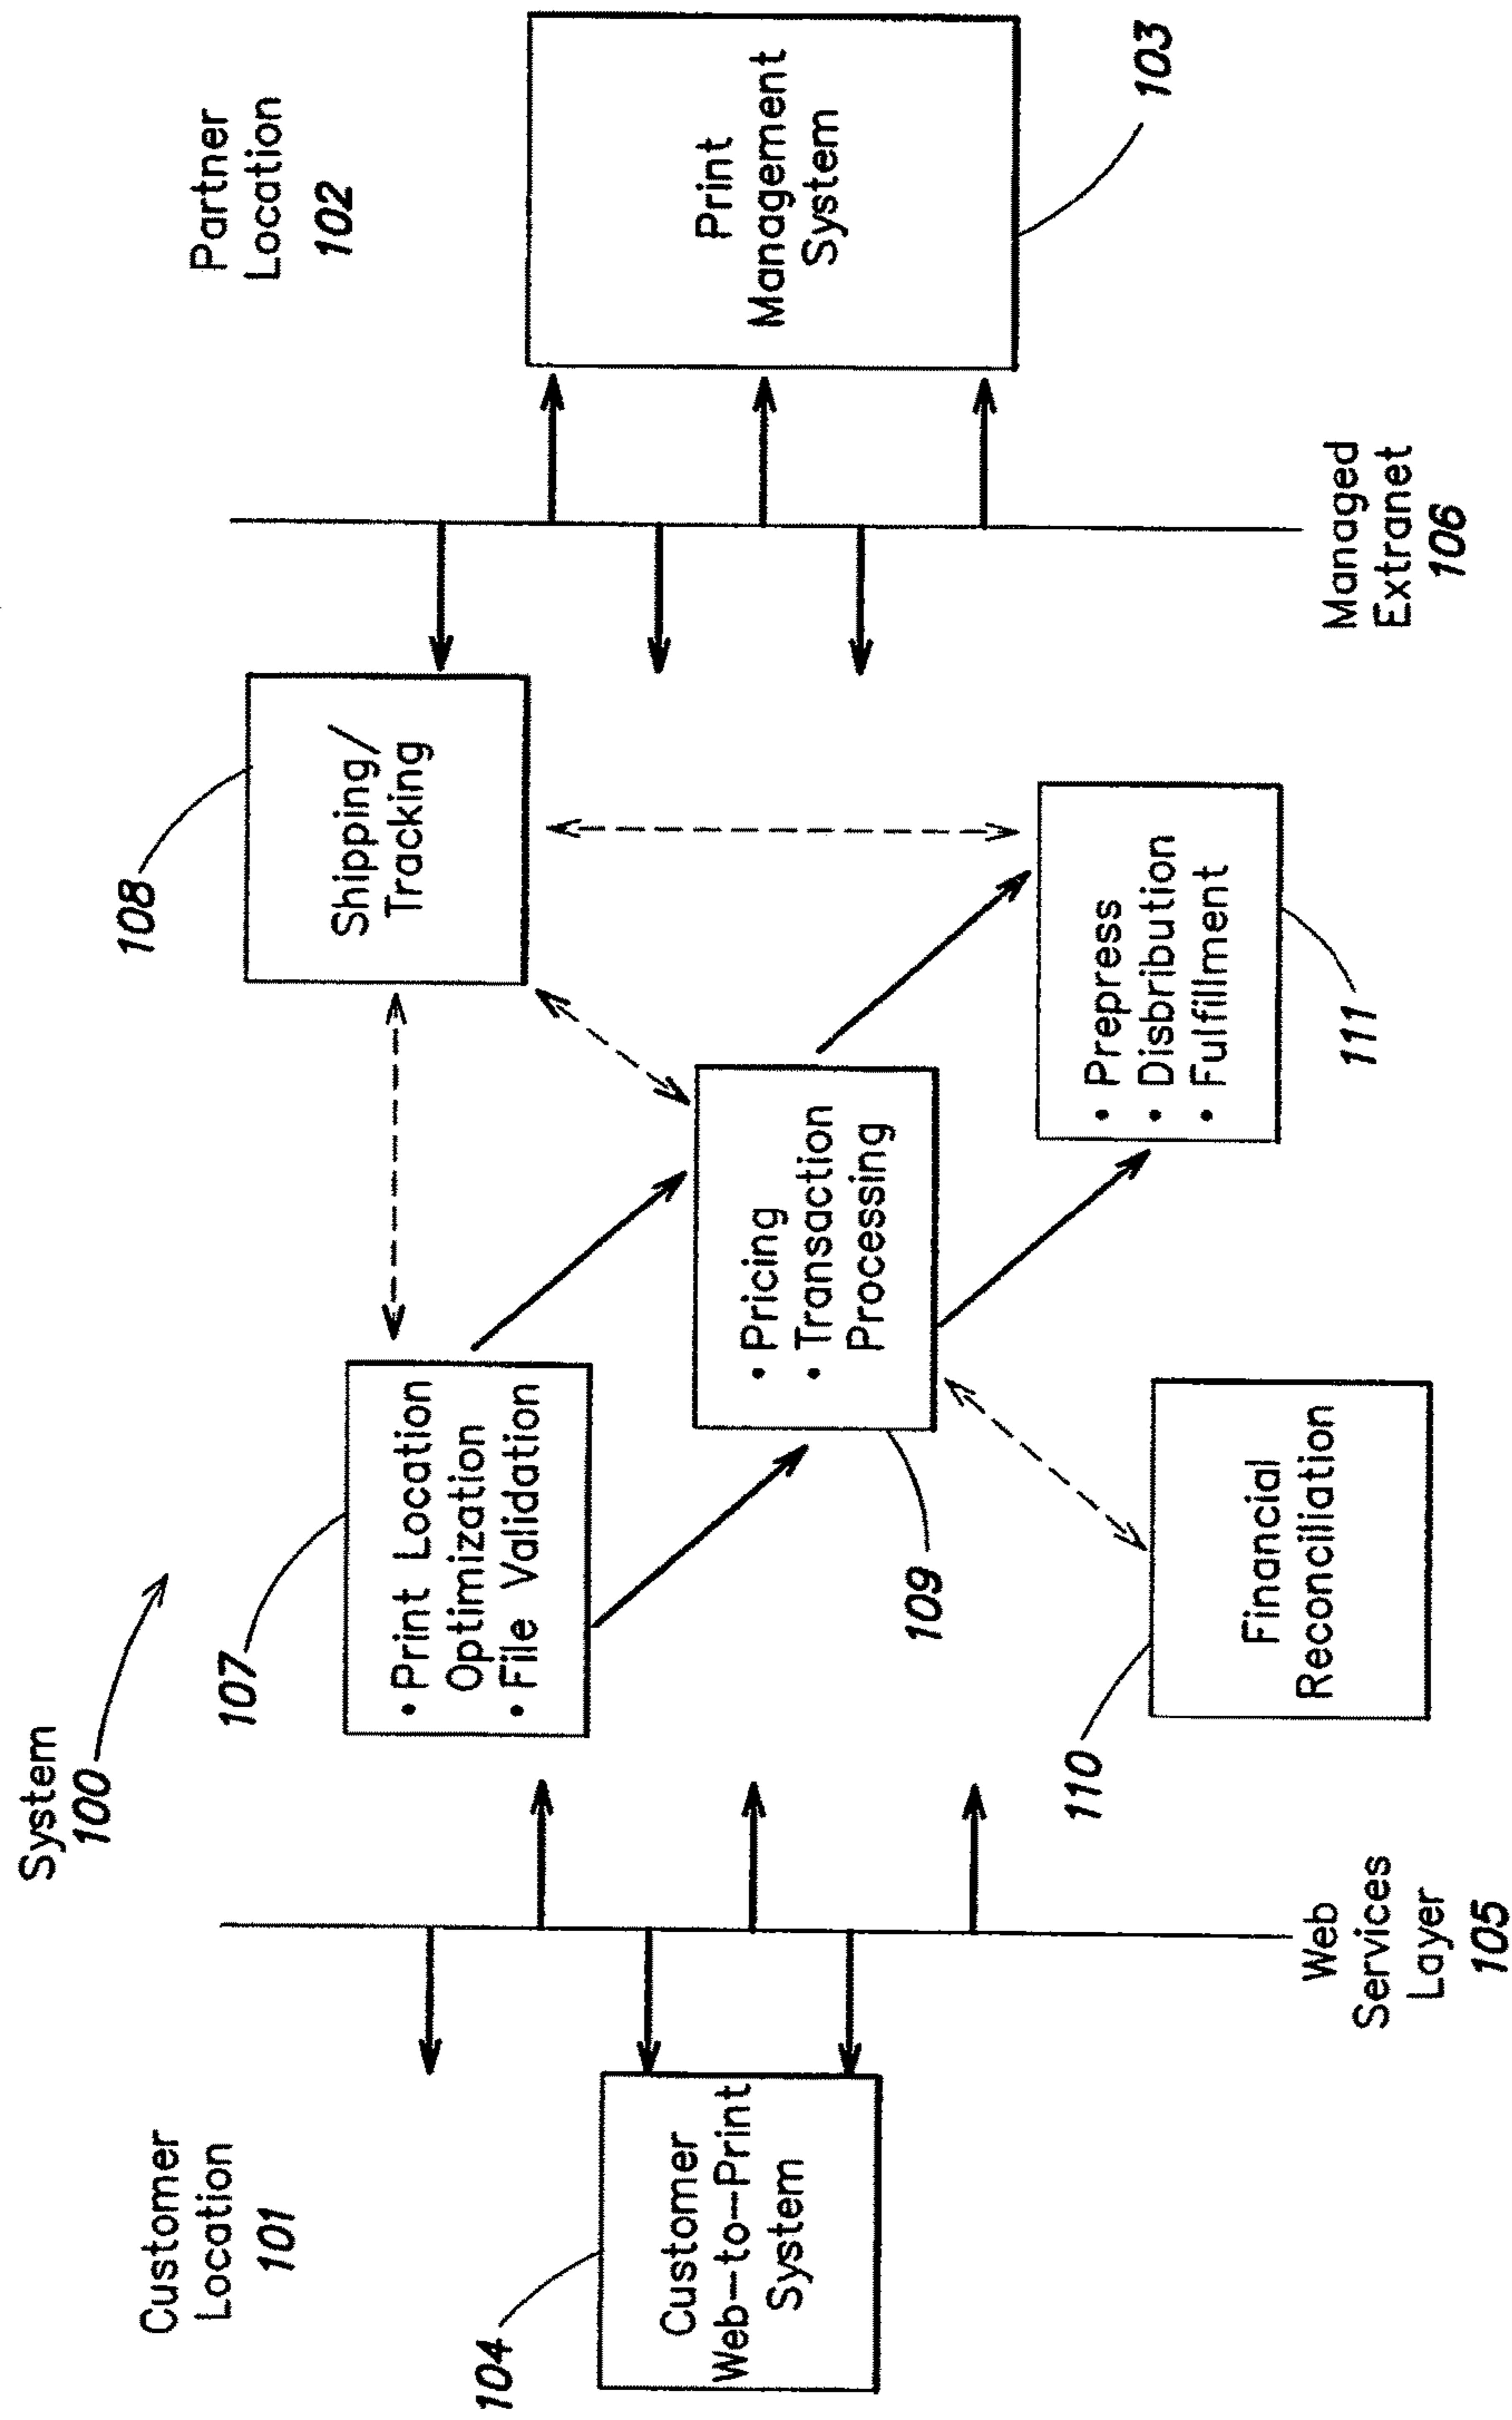 System
100
Customer
Location
101
Partner
Location
102
104
Customer
Web-to-Print
System
107
• Print Location
Optimization
• File Validation
108
Shipping/
Tracking
• Pricing
• Transaction
Processing
109
110
Financial
Reconciliation
• Prepress
• Disbribution
• Fulfillment
111
Print
Management
System
103
Web
Services
Layer
105
Managed
Extranet
106